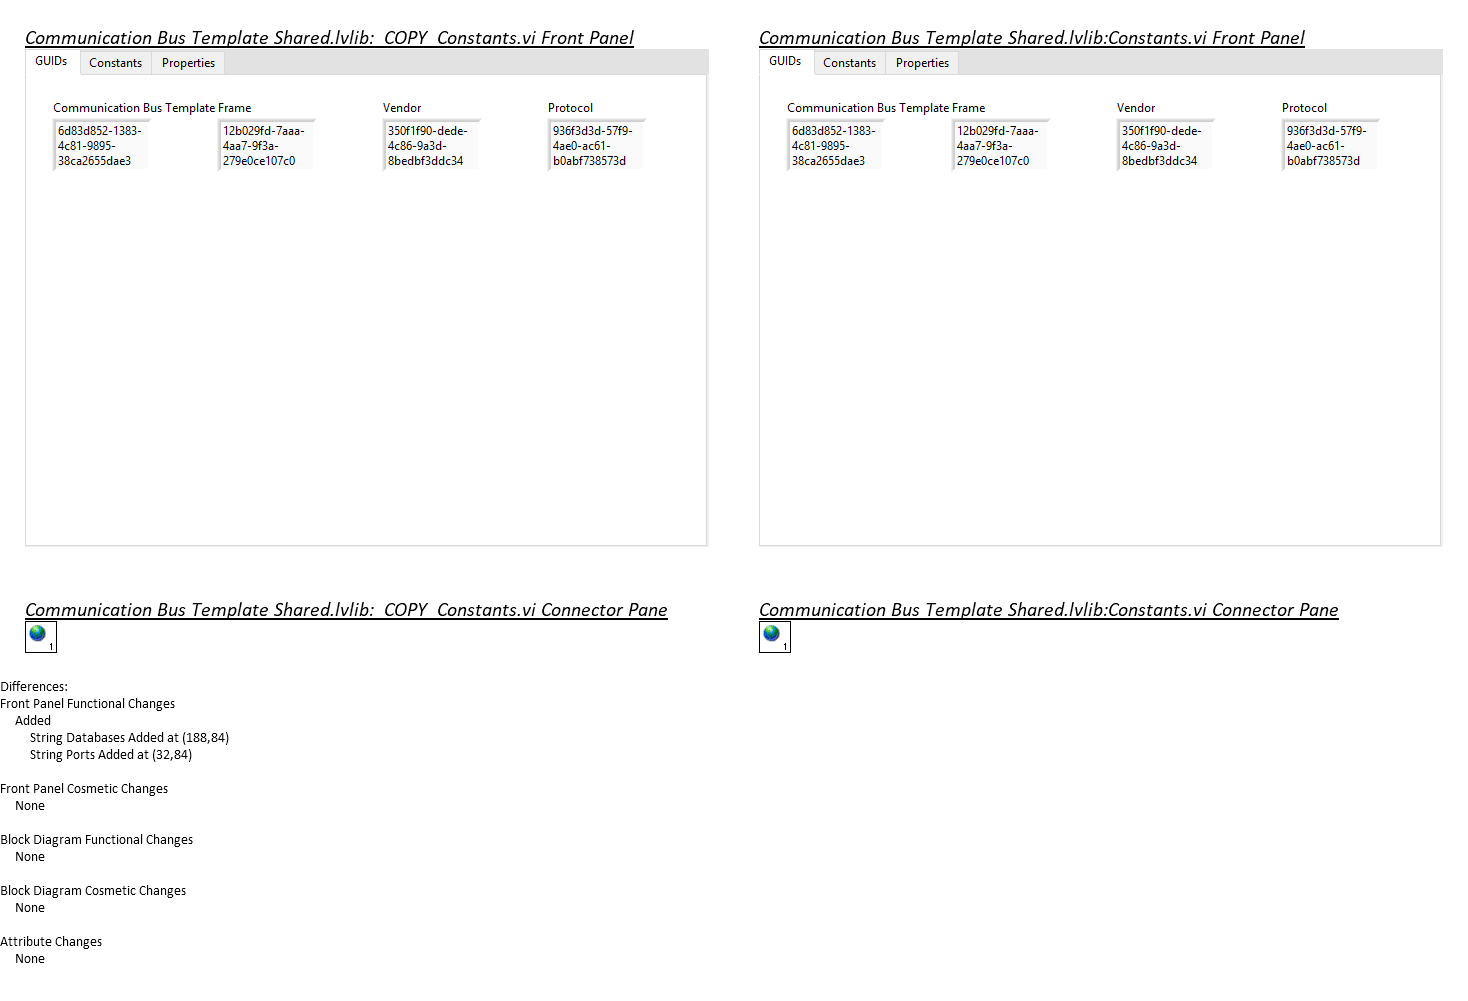 Communication Bus Template Shared.lvlib:_COPY_Constants.vi Front Panel
GUIDs Constants Properties
Communication Bus Template Frame Vendor Protocol
6d83d852-1383- 12b029fd-7aaa- 350f1f90-dede- 936f3d3d-57f9-
4c81-9895- 4aa7-9f3a- 4c86-9a3d- 4ae0-ac61-
38ca2655dae3 279e0ce107c0 8bedbf3ddc34 b0abf738573d
Communication Bus Template Shared.lvlib:Constants.vi Front Panel
GUIDs Constants Properties
Communication Bus Template Frame Vendor Protocol
6d83d852-1383- 12b029fd-7aaa- 350f1f90-dede- 936f3d3d-57f9-
4c81-9895- 4aa7-9f3a- 4c86-9a3d- 4ae0-ac61-
38ca2655dae3 279e0ce107c0 8bedbf3ddc34 b0abf738573d
Communication Bus Template Shared.lvlib:_COPY_Constants.vi Connector Pane
1
Communication Bus Template Shared.lvlib:Constants.vi Connector Pane
1
Differences:
Front Panel Functional Changes
Added
String Databases Added at (188,84)
String Ports Added at (32,84)
Front Panel Cosmetic Changes
None
Block Diagram Functional Changes
None
Block Diagram Cosmetic Changes
None
Attribute Changes
None